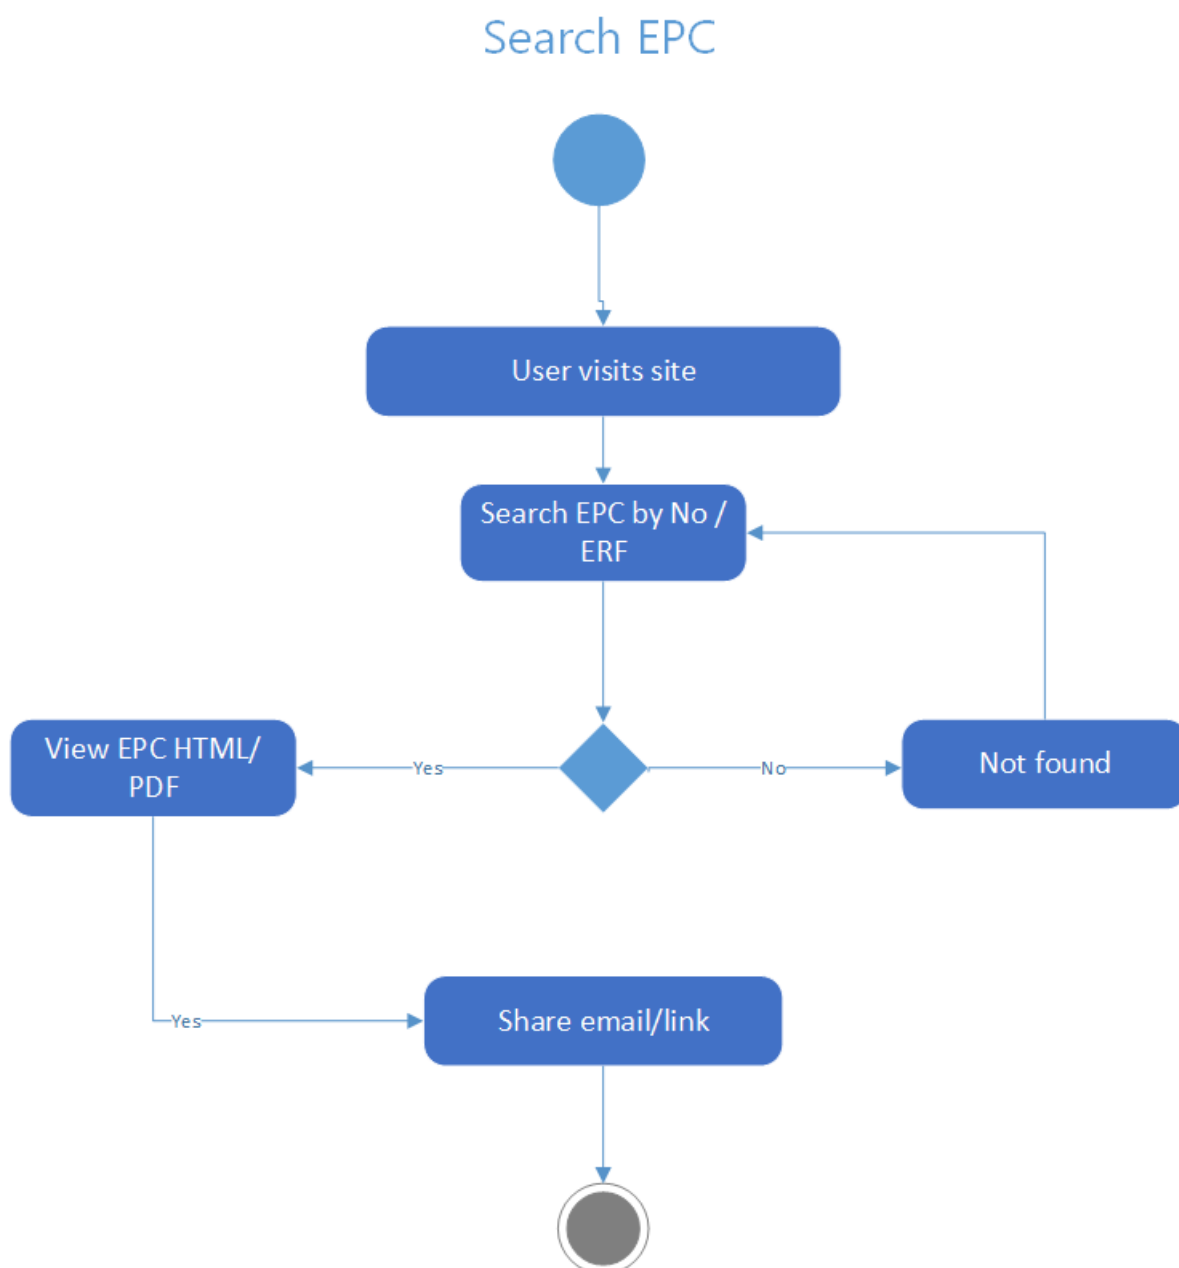 Search EPC
User visits site
Search EPC by No /
ERF
View EPC HTML/
PDF
Yes
No
Not found
Yes
Share email/link